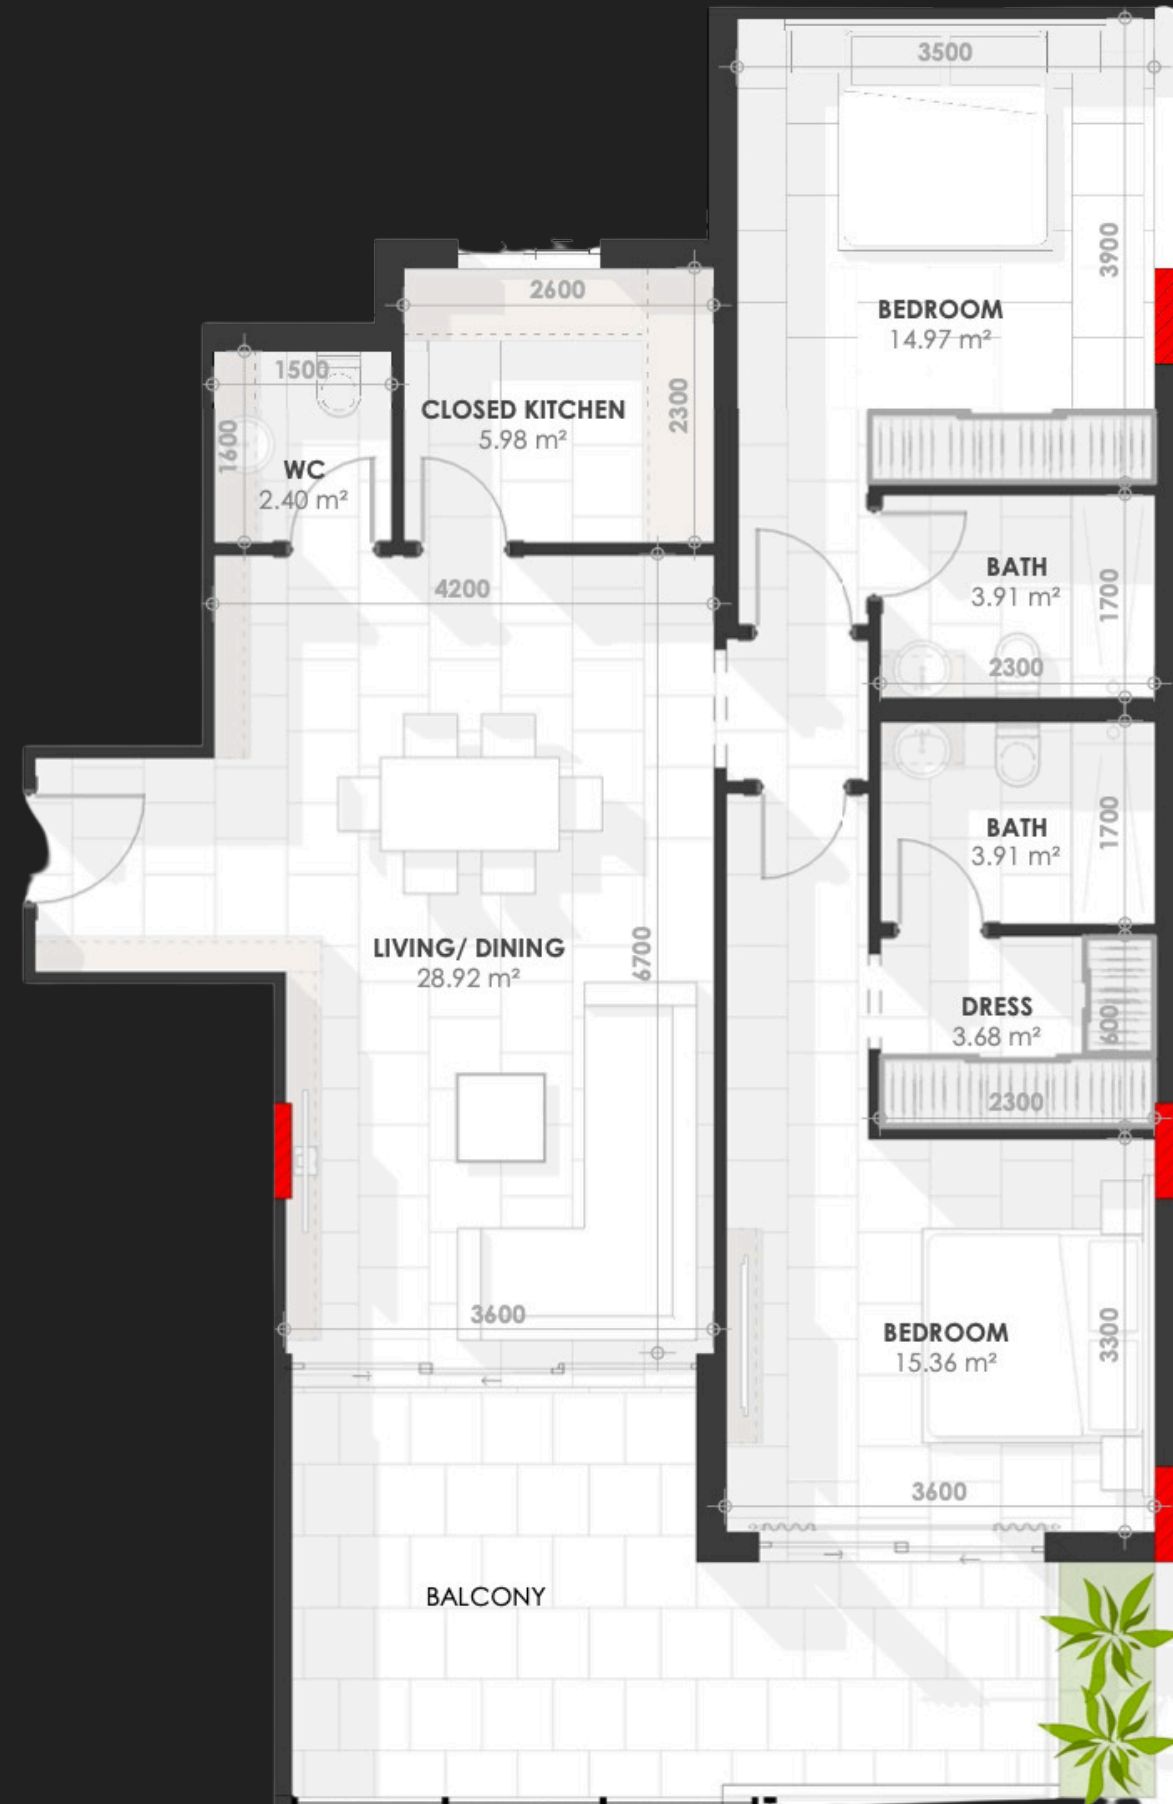 3500
3900
BEDROOM
14.97 m²
2600
2300
CLOSED KITCHEN
5.98 m²
1500
1600
WC
2.40 m²
4200
BATH
3.91 m²
1700
2300
BATH
3.91 m²
1700
LIVING/ DINING
28.92 m²
6700
DRESS
3.68 m²
600
2300
3600
BEDROOM
15.36 m²
3300
3600
BALCONY